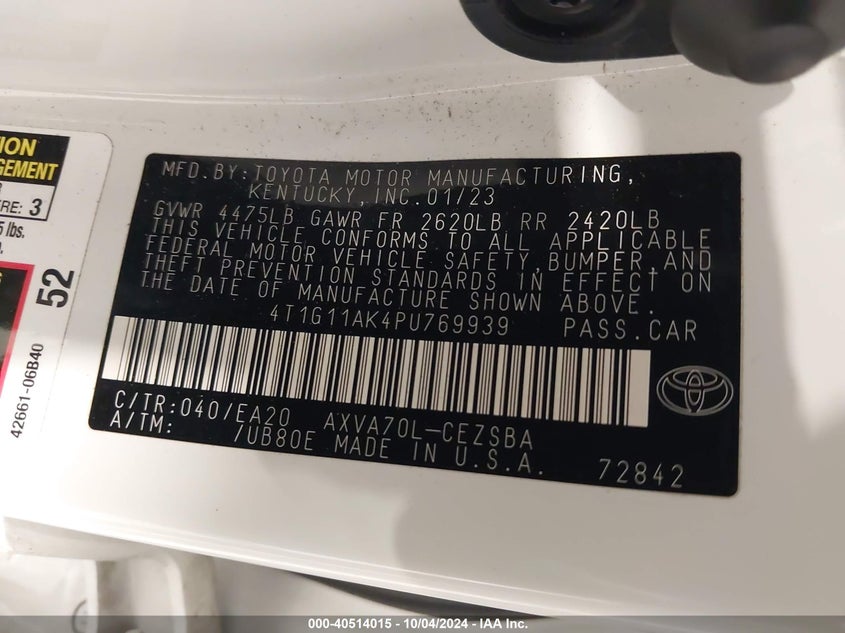 MFD.BY:TOYOTA MOTOR MANUFACTURING,
KENTUCKY,INC.01/23
GVWR 4475LB GAWR FR 2620LB RR 2420LB
THIS VEHICLE CONFORMS TO ALL APPLICABLE
FEDERAL MOTOR VEHICLE SAFETY,BUMPER,AND
THEFT PREVENTION STANDARDS IN EFFECT ON
THE DATE OF MANUFACTURE SHOWN ABOVE.
4T1G11AK4PU769939 PASS.CAR
C/TR:040/EA20 AXVA70L-CEZSBA
A/TM: /UB80E MADE IN U.S.A.
72842
3
lbs.
52
42661-06B40
000-40514015 - 10/04/2024 - IAA Inc.